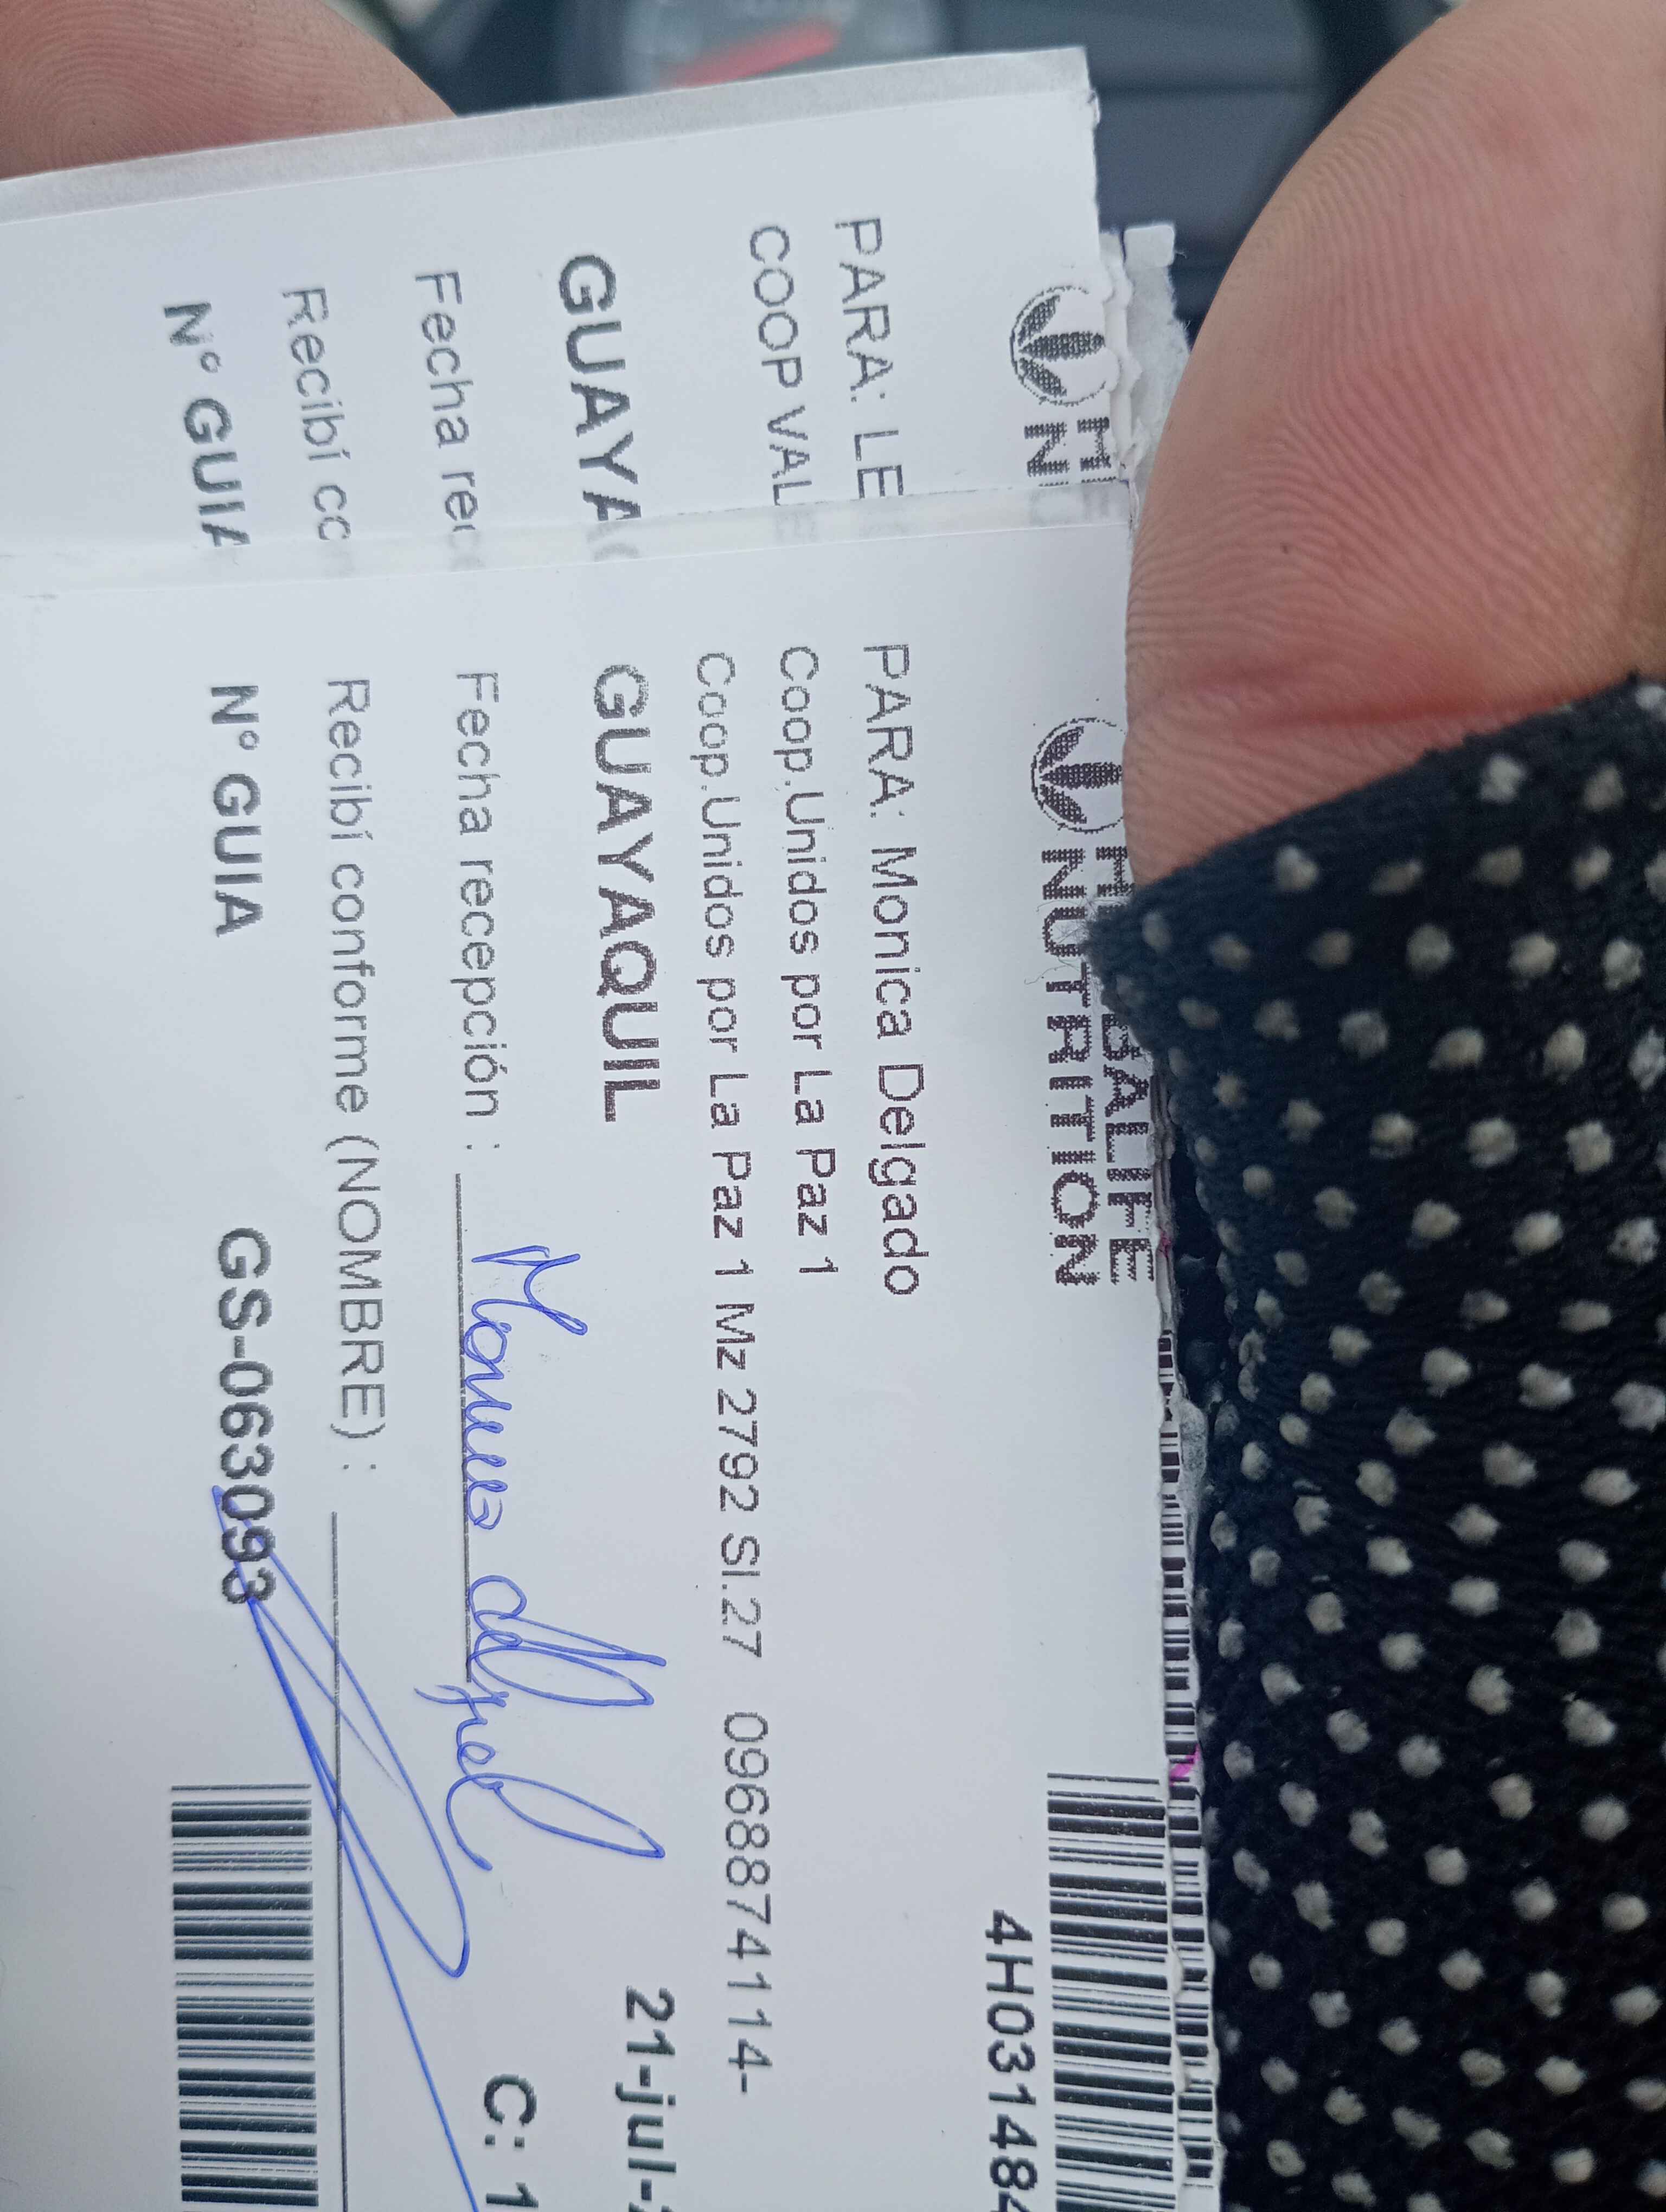 PARA: LE
COOP VAL
GUAYA
Fecha rec
Recibí co
N° GUIA
HERBALIFE
NUTRITION
4H03148
PARA: Monica Delgado
Coop.Unidos por La Paz 1
Coop.Unidos por La Paz 1 Mz 2792 Sl.27 0968874114-
GUAYAQUIL
21-jul-
Fecha recepción :
C: 1
Recibí conforme (NOMBRE) :
N° GUIA
GS-063093